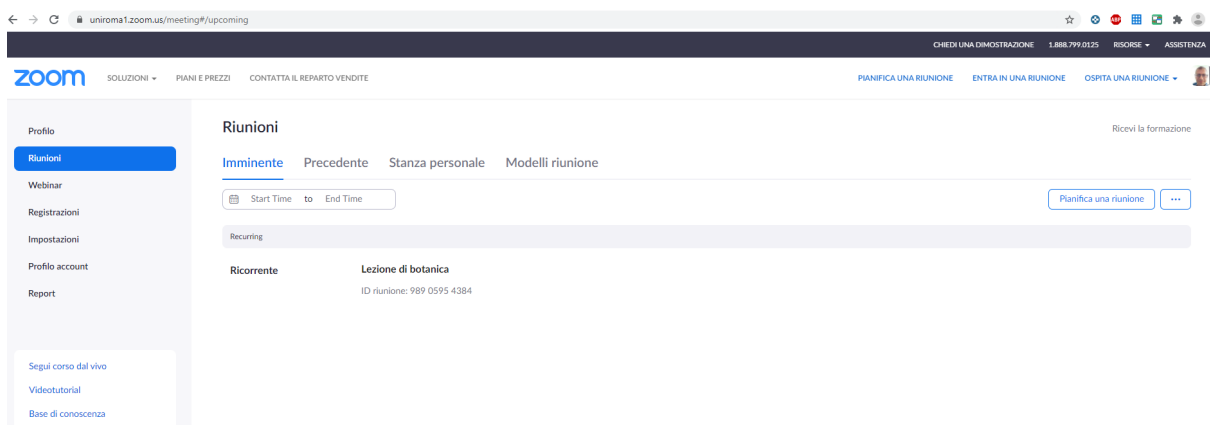 uniroma1.zoom.us/meeting#/upcoming
ABP
CHIEDI UNA DIMOSTRAZIONE 1.888.799.0125 RISORSE ASSISTENZA
zoom SOLUZIONI PIANI E PREZZI CONTATTA IL REPARTO VENDITE PIANIFICA UNA RIUNIONE ENTRA IN UNA RIUNIONE OSPITA UNA RIUNIONE
Profilo
Riunioni
Webinar
Registrazioni
Impostazioni
Profilo account
Report
Segui corso dal vivo
Videotutorial
Base di conoscenza
Riunioni
Ricevi la formazione
Imminente Precedente Stanza personale Modelli riunione
Start Time to End Time
Pianifica una riunione ...
Recurring
Ricorrente Lezione di botanica
ID riunione: 989 0595 4384